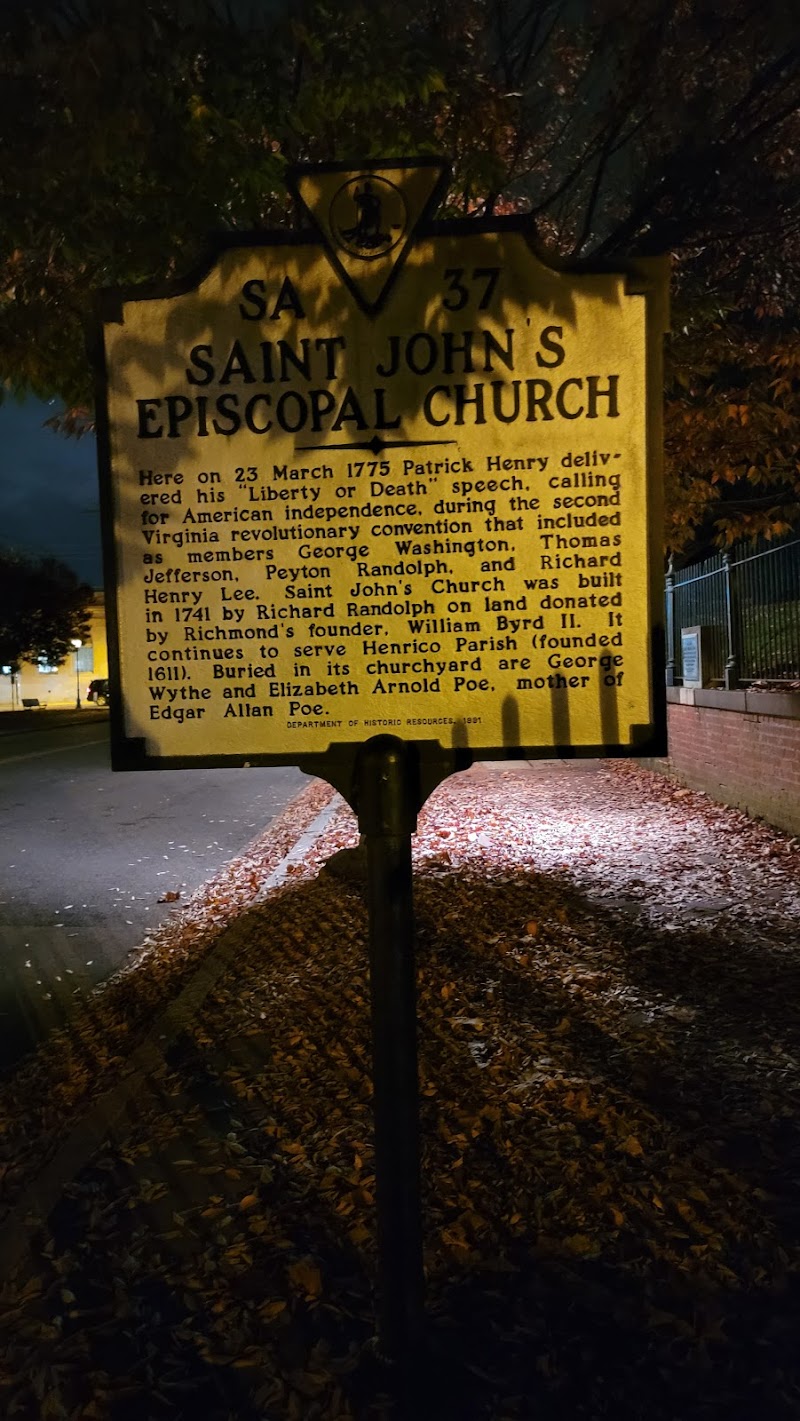 SA 37
SAINT JOHN'S
EPISCOPAL CHURCH
Here on 23 March 1775 Patrick Henry deliv-
ered his "Liberty or Death" speech, calling
for American independence, during the second
Virginia revolutionary convention that included
as members George Washington, Thomas
Jefferson, Peyton Randolph, and Richard
Henry Lee. Saint John's Church was built
in 1741 by Richard Randolph on land donated
by Richmond's founder, William Byrd II. It
continues to serve Henrico Parish (founded
1611). Buried in its churchyard are George
Wythe and Elizabeth Arnold Poe, mother of
Edgar Allan Poe.
DEPARTMENT OF HISTORIC RESOURCES, 1991